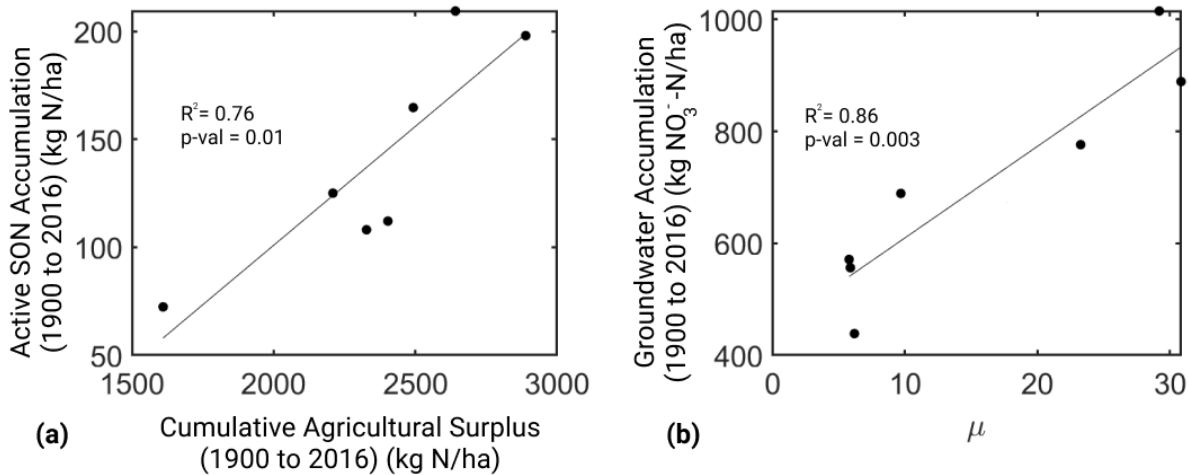 Active SON Accumulation
(1900 to 2016) (kg N/ha)
200
150
100
50
R²= 0.76
p-val = 0.01
1500
2000
2500
3000
(a)
Cumulative Agricultural Surplus
(1900 to 2016) (kg N/ha)
Groundwater Accumulation
(1900 to 2016) (kg NO₃⁻-N/ha)
1000
800
600
400
R²= 0.86
p-val = 0.003
0
10
20
30
(b)
μ